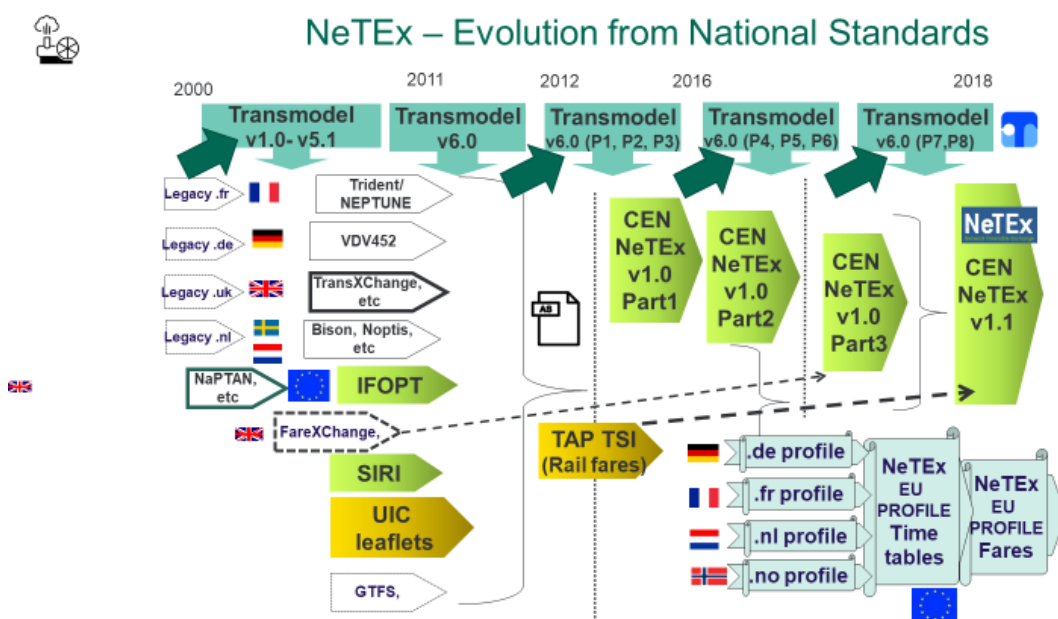 NeTEx – Evolution from National Standards
2000
2011
2012
2016
2018
Transmodel
v1.0- v5.1
Transmodel
v6.0
Transmodel
v6.0 (P1, P2, P3)
Transmodel
v6.0 (P4, P5, P6)
Transmodel
v6.0 (P7,P8)
Legacy .fr
Trident/
NEPTUNE
Legacy .de
VDV452
Legacy .uk
TransXChange,
etc
Legacy .nl
Bison, Noptis,
etc
NaPTAN,
etc
IFOPT
FareXChange,
SIRI
UIC
leaflets
GTFS,
AB
CEN
NeTEx
v1.0
Part1
CEN
NeTEx
v1.0
Part2
CEN
NeTEx
v1.0
Part3
NeTEx
CEN
NeTEx
v1.1
TAP TSI
(Rail fares)
.de profile
.fr profile
.nl profile
.no profile
NeTEx
EU
PROFILE
Time
tables
NeTEx
EU
PROFILE
Fares